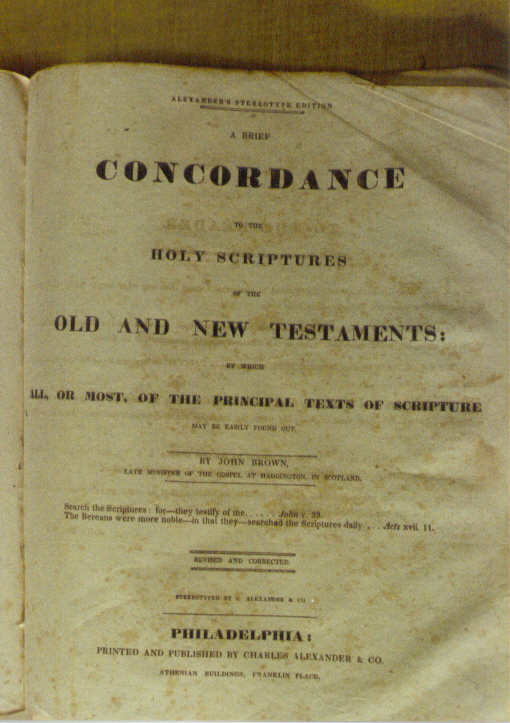 ALEXANDER'S STEREOTYPE EDITION
A BRIEF
CONCORDANCE
TO THE
HOLY SCRIPTURES
OF THE
OLD AND NEW TESTAMENTS:
BY WHICH
ALL, OR MOST, OF THE PRINCIPAL TEXTS OF SCRIPTURE
MAY BE EASILY FOUND OUT.
BY JOHN BROWN,
LATE MINISTER OF THE GOSPEL AT HADDINGTON, IN SCOTLAND.
Search the Scriptures: for—they testify of me. . . . . . John v. 39.
The Bereans were more noble—in that they—searched the Scriptures daily . . . Acts xvii. 11.
REVISED AND CORRECTED.
STEREOTYPED BY C. ALEXANDER & CO.
PHILADELPHIA:
PRINTED AND PUBLISHED BY CHARLES ALEXANDER & CO.
ATHENIAN BUILDINGS, FRANKLIN PLACE.